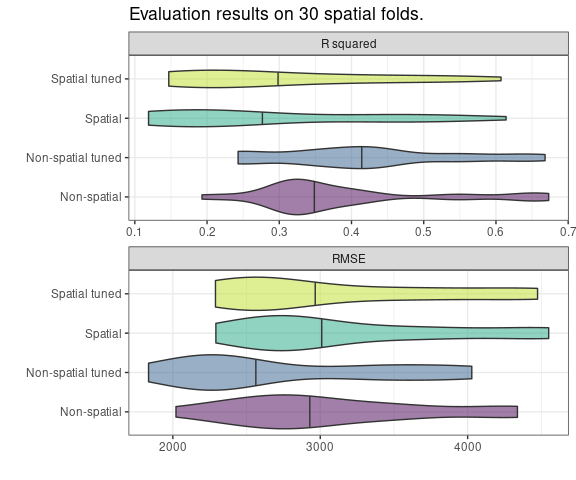 Evaluation results on 30 spatial folds.
R squared
Spatial tuned
Spatial
Non-spatial tuned
Non-spatial
0.1 0.2 0.3 0.4 0.5 0.6 0.7
RMSE
Spatial tuned
Spatial
Non-spatial tuned
Non-spatial
2000 3000 4000